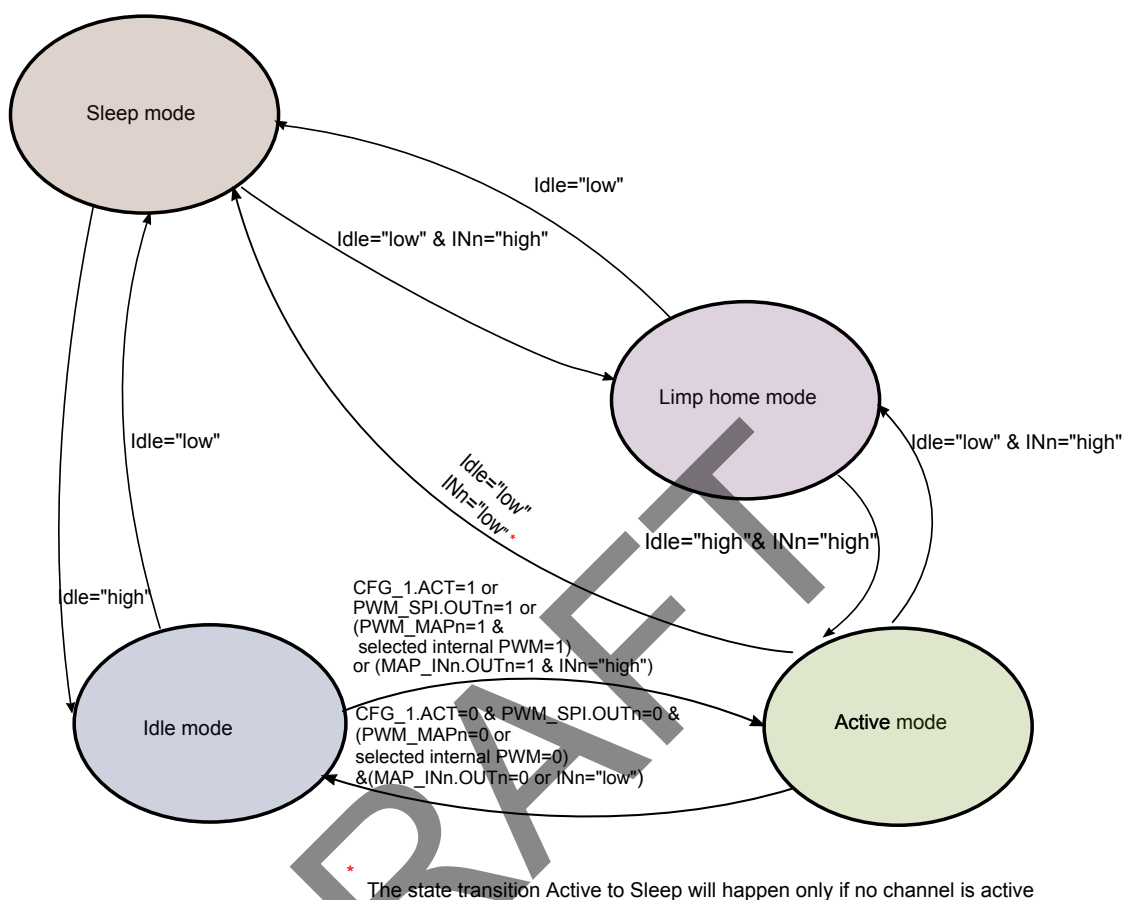 Sleep mode
Idle="low"
Idle="low" & INn="high"
Limp home mode
Idle="low"
Idle="low" & INn="high"
Idle="low"
INn="low" *
Idle="high"& INn="high"
Idle="high"
CFG_1.ACT=1 or
PWM_SPI.OUTn=1 or
(PWM_MAPn=1 &
selected internal PWM=1)
or (MAP_INn.OUTn=1 & INn="high")
Idle mode
CFG_1.ACT=0 & PWM_SPI.OUTn=0 &
(PWM_MAPn=0 or
selected internal PWM=0)
&(MAP_INn.OUTn=0 or INn="low")
Active mode
* The state transition Active to Sleep will happen only if no channel is active
RAFT